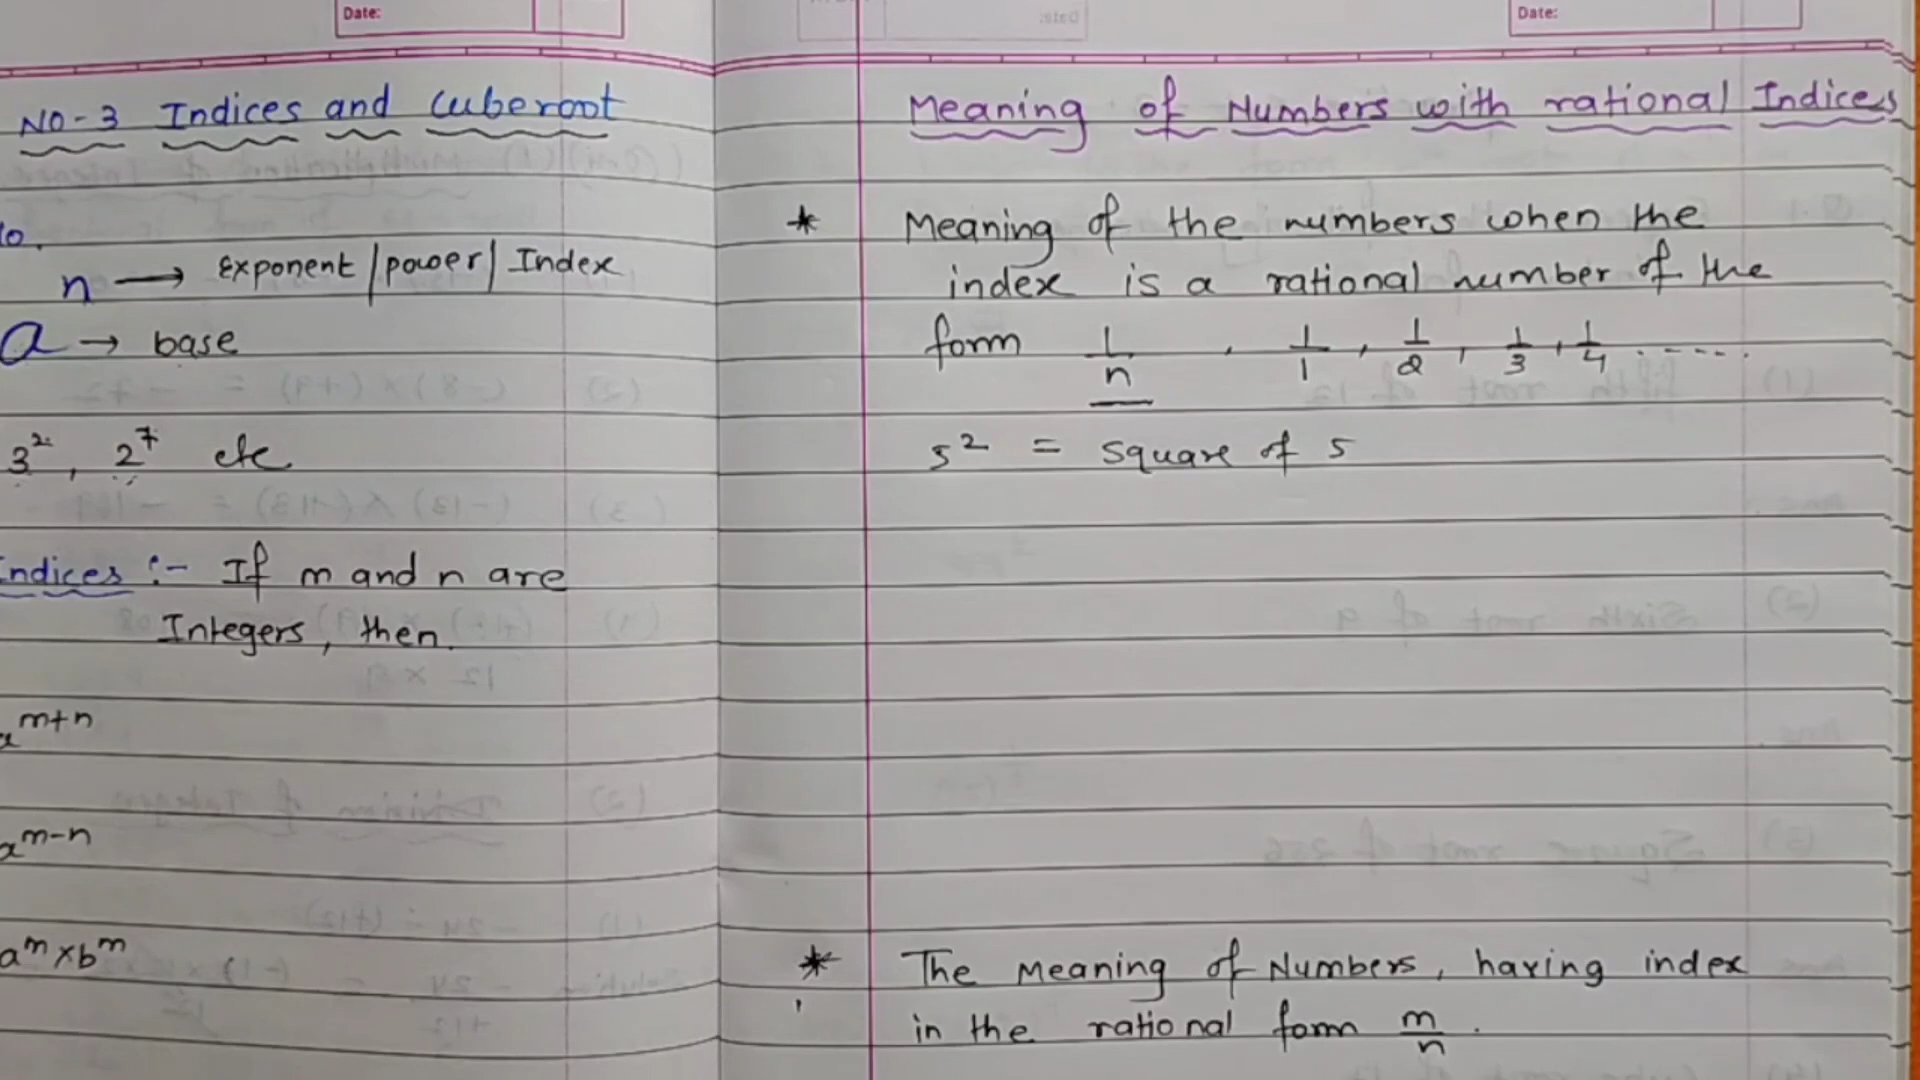 Date:
NO-3 Indices and Cuberoot
n → Exponent/power/Index
a → base
3², 2⁷ etc
Indices :- If m and n are
Integers, then.
a^m+n
a^m-n
a^m × b^m
Date:
Meaning of Numbers with rational Indices
* Meaning of the numbers when the
index is a rational number of the
form 1/n, 1/1, 1/2, 1/3, 1/4 .....
5² = square of 5
* The Meaning of Numbers, having index
in the rational form m/n.